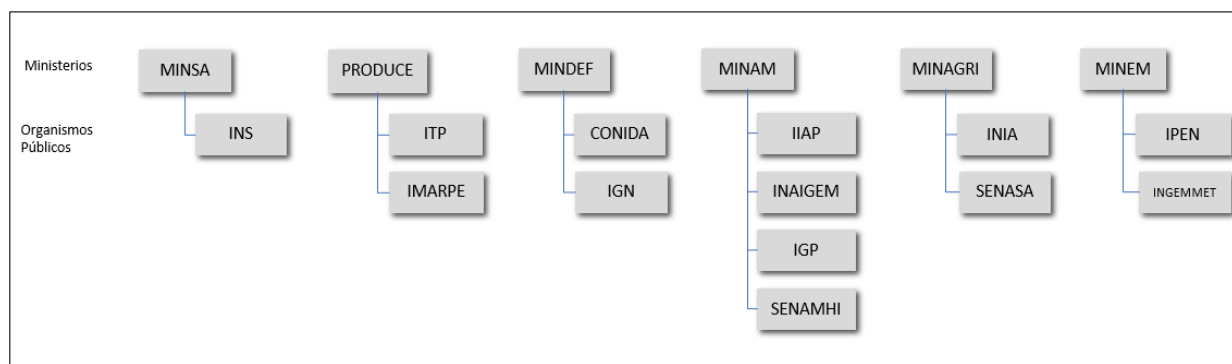 Ministerios
MINSA
PRODUCE
MINDEF
MINAM
MINAGRI
MINEM
Organismos
Públicos
INS
ITP
CONIDA
IIAP
INIA
IPEN
IMARPE
IGN
INAIGEM
SENASA
INGEMMET
IGP
SENAMHI